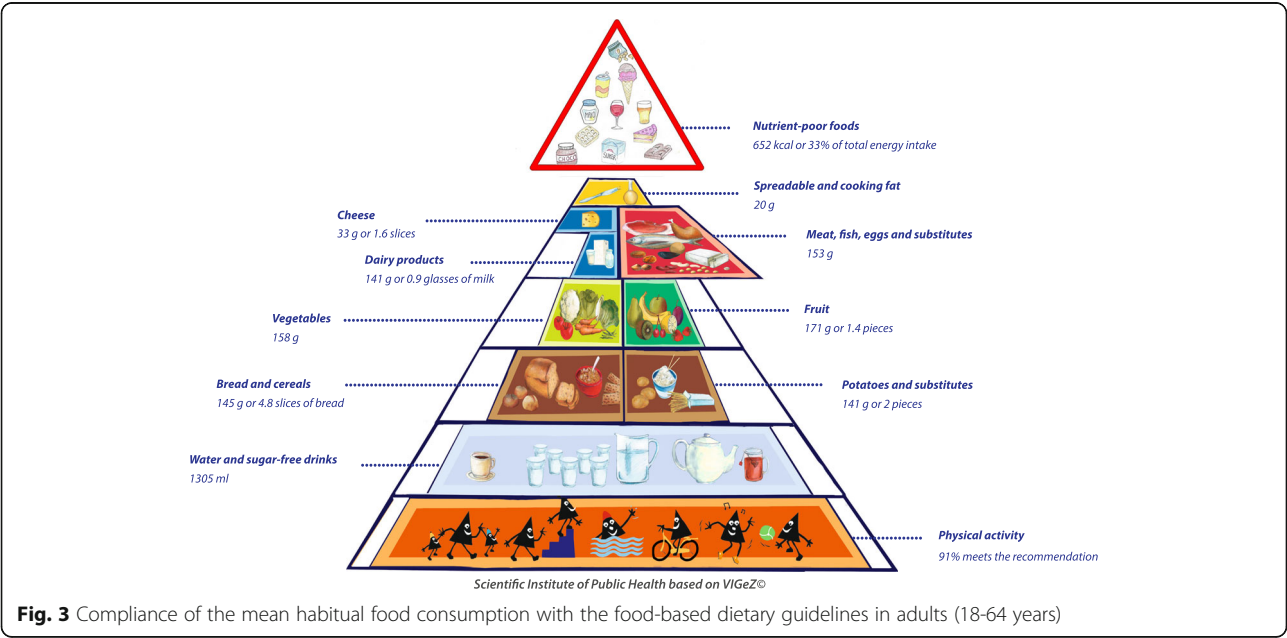 Nutrient-poor foods
652 kcal or 33% of total energy intake
Spreadable and cooking fat
20 g
Cheese
33 g or 1.6 slices
Meat, fish, eggs and substitutes
153 g
Dairy products
141 g or 0.9 glasses of milk
Vegetables
158 g
Fruit
171 g or 1.4 pieces
Bread and cereals
145 g or 4.8 slices of bread
Potatoes and substitutes
141 g or 2 pieces
Water and sugar-free drinks
1305 ml
Physical activity
91% meets the recommendation
Scientific Institute of Public Health based on VIGeZ©
Fig. 3 Compliance of the mean habitual food consumption with the food-based dietary guidelines in adults (18-64 years)